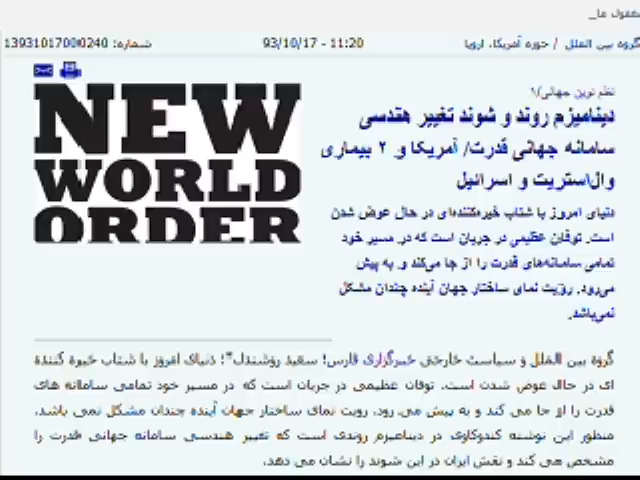 گروه بین الملل / حوزه آمریکا، اروپا 93/10/17 - 11:20 شماره: 13931017000240
نظم نوین جهانی/۱
دینامیزم روند و شوند تغییر هندسی
سامانه جهانی قدرت/ آمریکا و ۲ بیماری
وال‌استریت و اسرائیل
NEW
WORLD
ORDER
دنیای امروز با شتاب خیره‌کننده‌ای در حال عوض شدن
است. توفان عظیمی در جریان است که در مسیر خود
تمامی سامانه‌های قدرت را از جا می‌کند و به پیش
می‌رود. رؤیت نمای ساختار جهان آینده چندان مشکل
نمی‌باشد.
گروه بین الملل و سیاست خارجی خبرگزاری فارس؛ سعید روشندل*؛ دنیای امروز با شتاب خیره کننده
ای در حال عوض شدن است. توفان عظیمی در جریان است که در مسیر خود تمامی سامانه های
قدرت را از جا می کند و به پیش می رود. رویت نمای ساختار جهان آینده چندان مشکل نمی باشد.
منظور این نوشته کندوکاوی در دینامیزم روندی است که تغییر هندسی سامانه جهانی قدرت را
مشخص می کند و نقش ایران در این شوند را نشان می دهد.